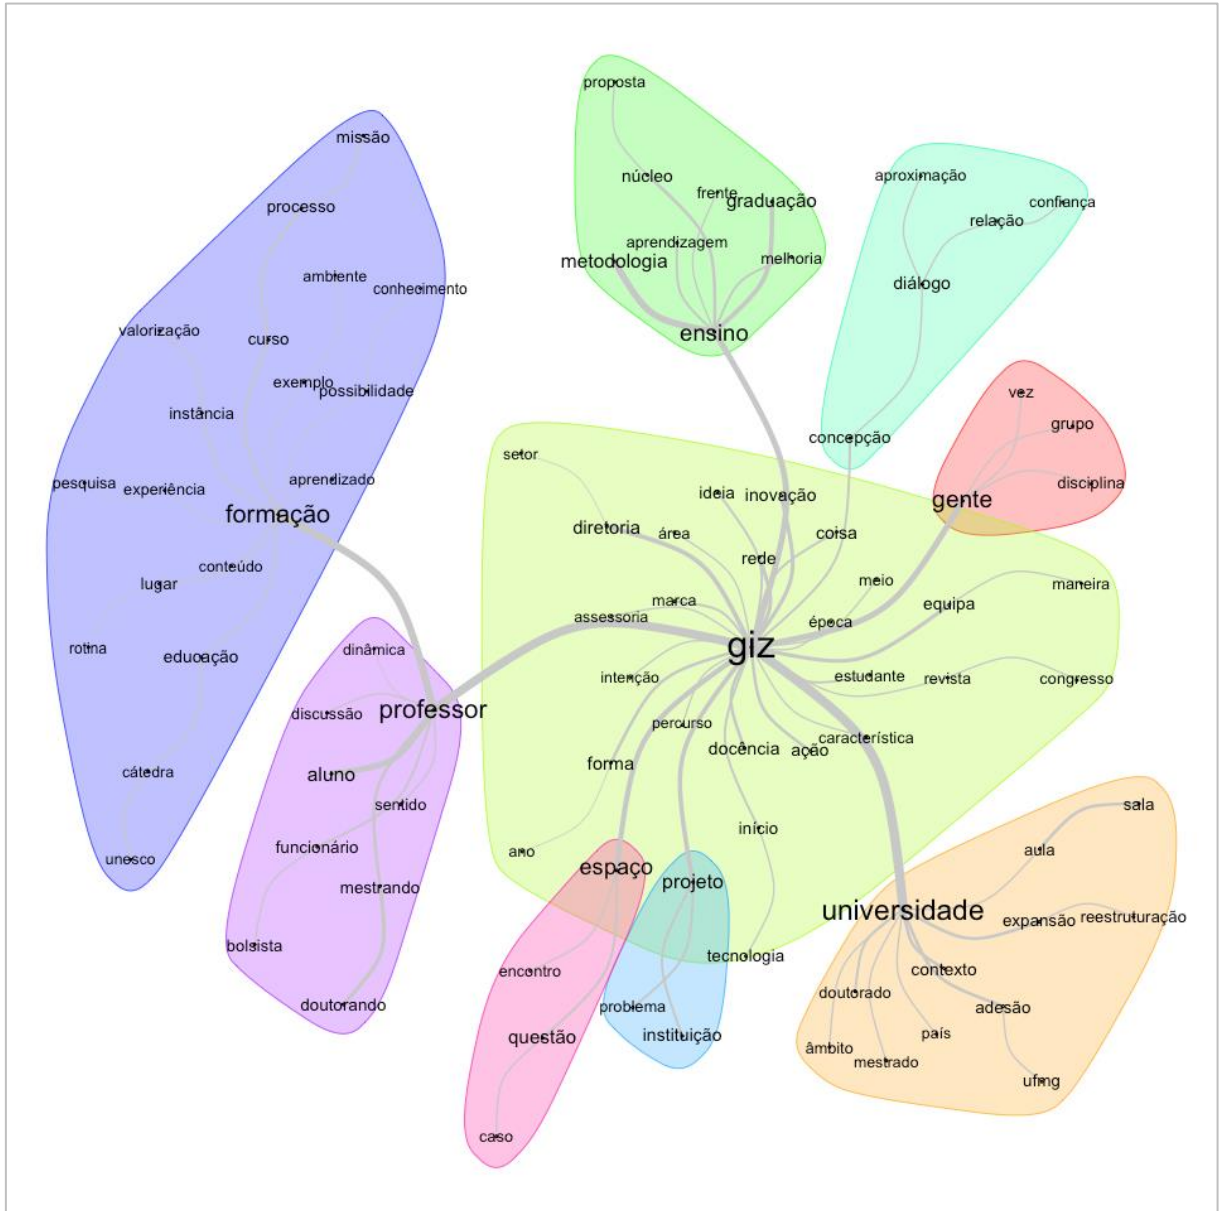 proposta
missão
aproximação
núcleo
frente
graduação
confiança
processo
relação
aprendizagem
metodologia
melhoria
ambiente
conhecimento
diálogo
valorização
curso
ensino
exemplo
possibilidade
vez
instância
grupo
concepção
setor
pesquisa
experiência
aprendizado
disciplina
ideia
inovação
gente
formação
diretoria
área
coisa
rede
conteúdo
lugar
meio
maneira
marca
equipa
assessoria
época
rotina
dinâmica
giz
educação
intenção
estudante
revista
congresso
discussão
professor
percurso
docência
ação
característica
aluno
cátedra
forma
sentido
sala
início
funcionário
ano
aula
unesco
espaço
projeto
mestrando
universidade
expansão
reestruturação
bolsista
tecnologia
encontro
contexto
doutorado
doutorando
problema
adesão
questão
instituição
país
âmbito
mestrado
ufmg
caso